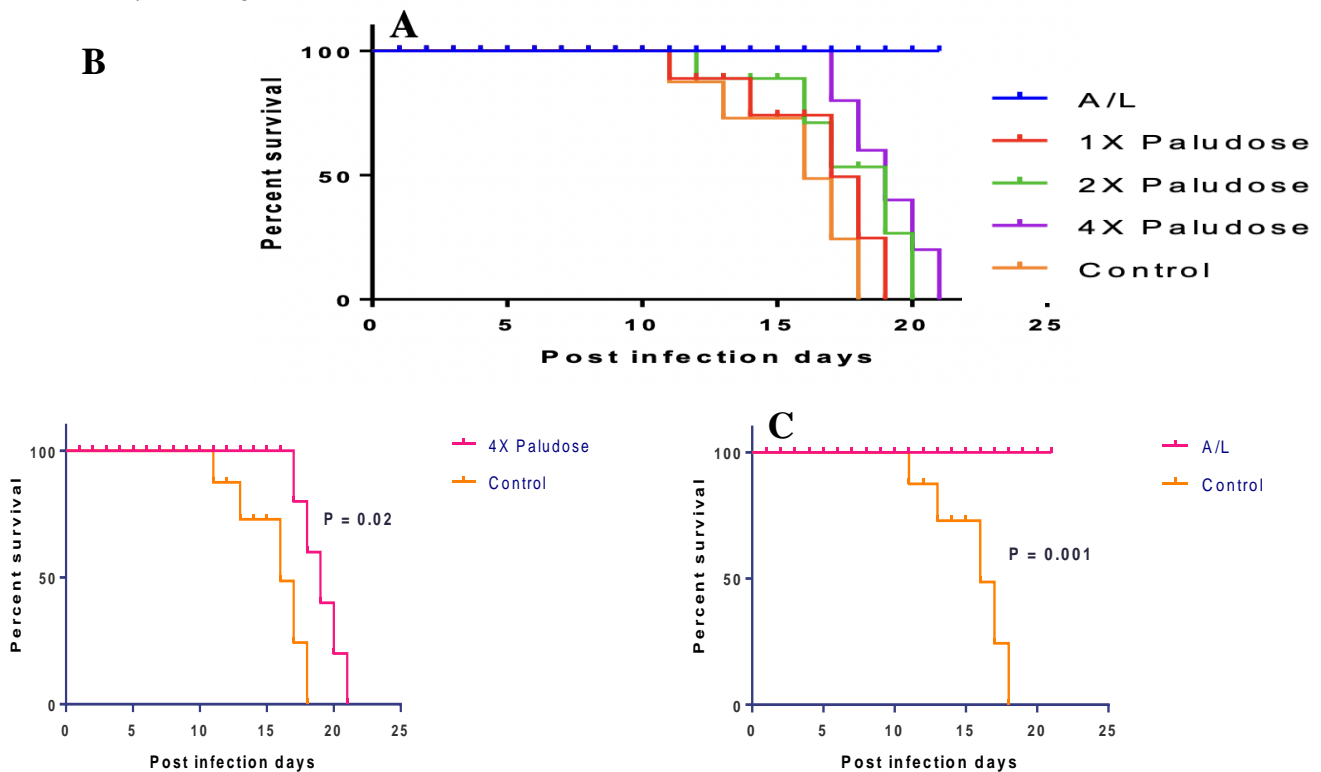 A
B
100
50
0
Percent survival
0 5 10 15 20 25
Post infection days
A/L
1X Paludose
2X Paludose
4X Paludose
Control
100
50
0
Percent survival
4X Paludose
Control
P = 0.02
0 5 10 15 20 25
Post infection days
C
100
50
0
Percent survival
A/L
Control
P = 0.001
0 5 10 15 20 25
Post infection days